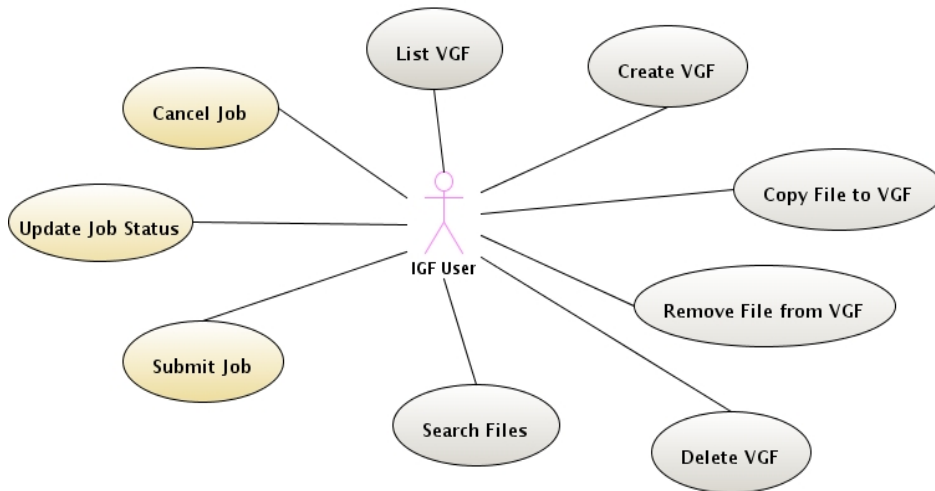 List VGF
Create VGF
Cancel Job
Copy File to VGF
Update Job Status
IGF User
Remove File from VGF
Submit Job
Search Files
Delete VGF